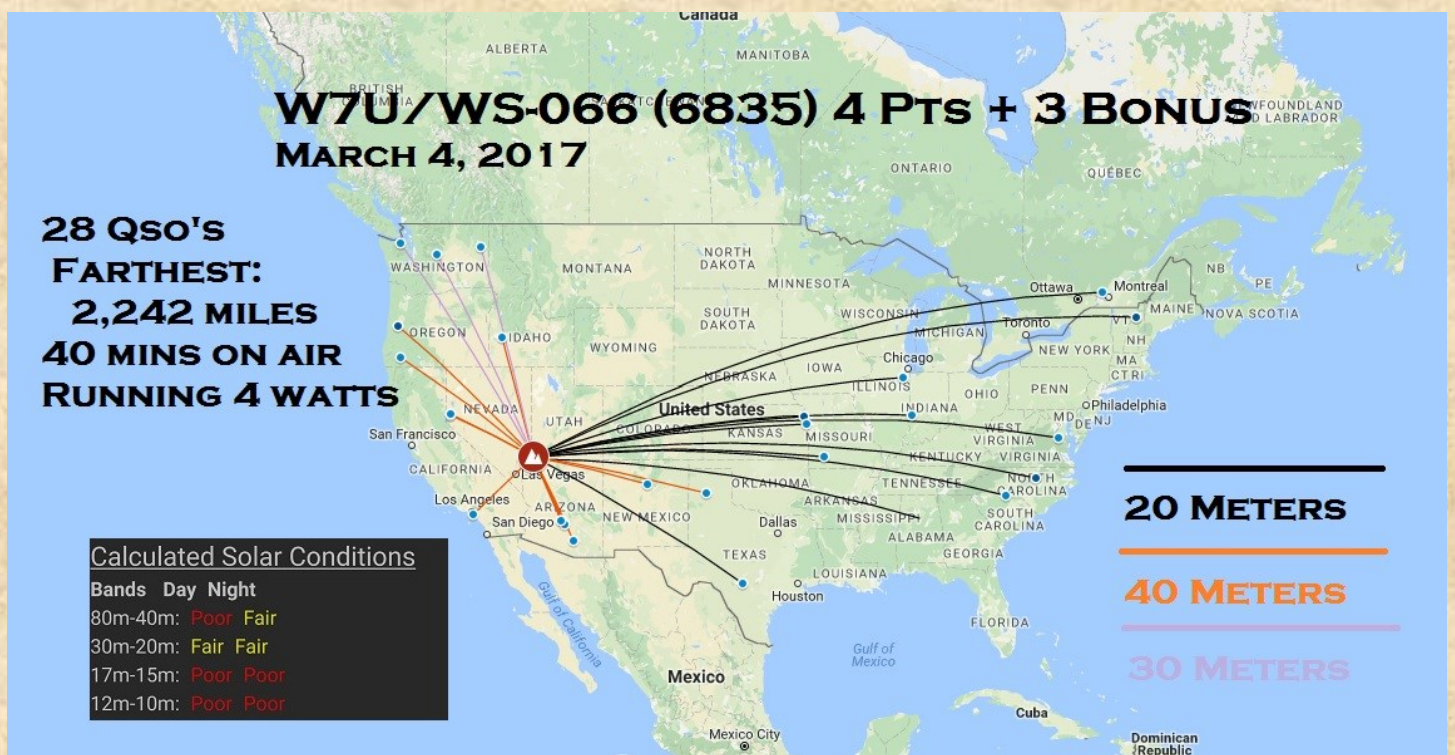 Canada
ALBERTA
MANITOBA
BRITISH
COLUMBIA
SASKATCHEWAN
NEWFOUNDLAND
AND LABRADOR
W7U/WS-066 (6835) 4 Pts + 3 Bonus
March 4, 2017
ONTARIO
QUÉBEC
28 Qso's
Farthest:
2,242 miles
40 mins on air
Running 4 watts
WASHINGTON
MONTANA
NORTH
DAKOTA
MINNESOTA
Ottawa
Montreal
NB
PE
MAINE
NOVA SCOTIA
OREGON
IDAHO
SOUTH
DAKOTA
WISCONSIN
MICHIGAN
Toronto
VT
NH
WYOMING
NEW YORK
MA
CT RI
Chicago
IOWA
NEBRASKA
ILLINOIS
INDIANA
OHIO
PENN
Philadelphia
NEVADA
UTAH
United States
COLORADO
KANSAS
MISSOURI
WEST
VIRGINIA
MD
DE
NJ
San Francisco
CALIFORNIA
Las Vegas
KENTUCKY
VIRGINIA
Los Angeles
ARIZONA
NEW MEXICO
OKLAHOMA
ARKANSAS
TENNESSEE
NORTH
CAROLINA
San Diego
Dallas
MISSISSIPPI
ALABAMA
SOUTH
CAROLINA
GEORGIA
TEXAS
LOUISIANA
Houston
FLORIDA
20 Meters
40 Meters
30 Meters
Calculated Solar Conditions
Bands Day Night
80m-40m: Poor Fair
30m-20m: Fair Fair
17m-15m: Poor Poor
12m-10m: Poor Poor
Gulf of California
Gulf of
Mexico
Mexico
Mexico City
Cuba
Dominican
Republic